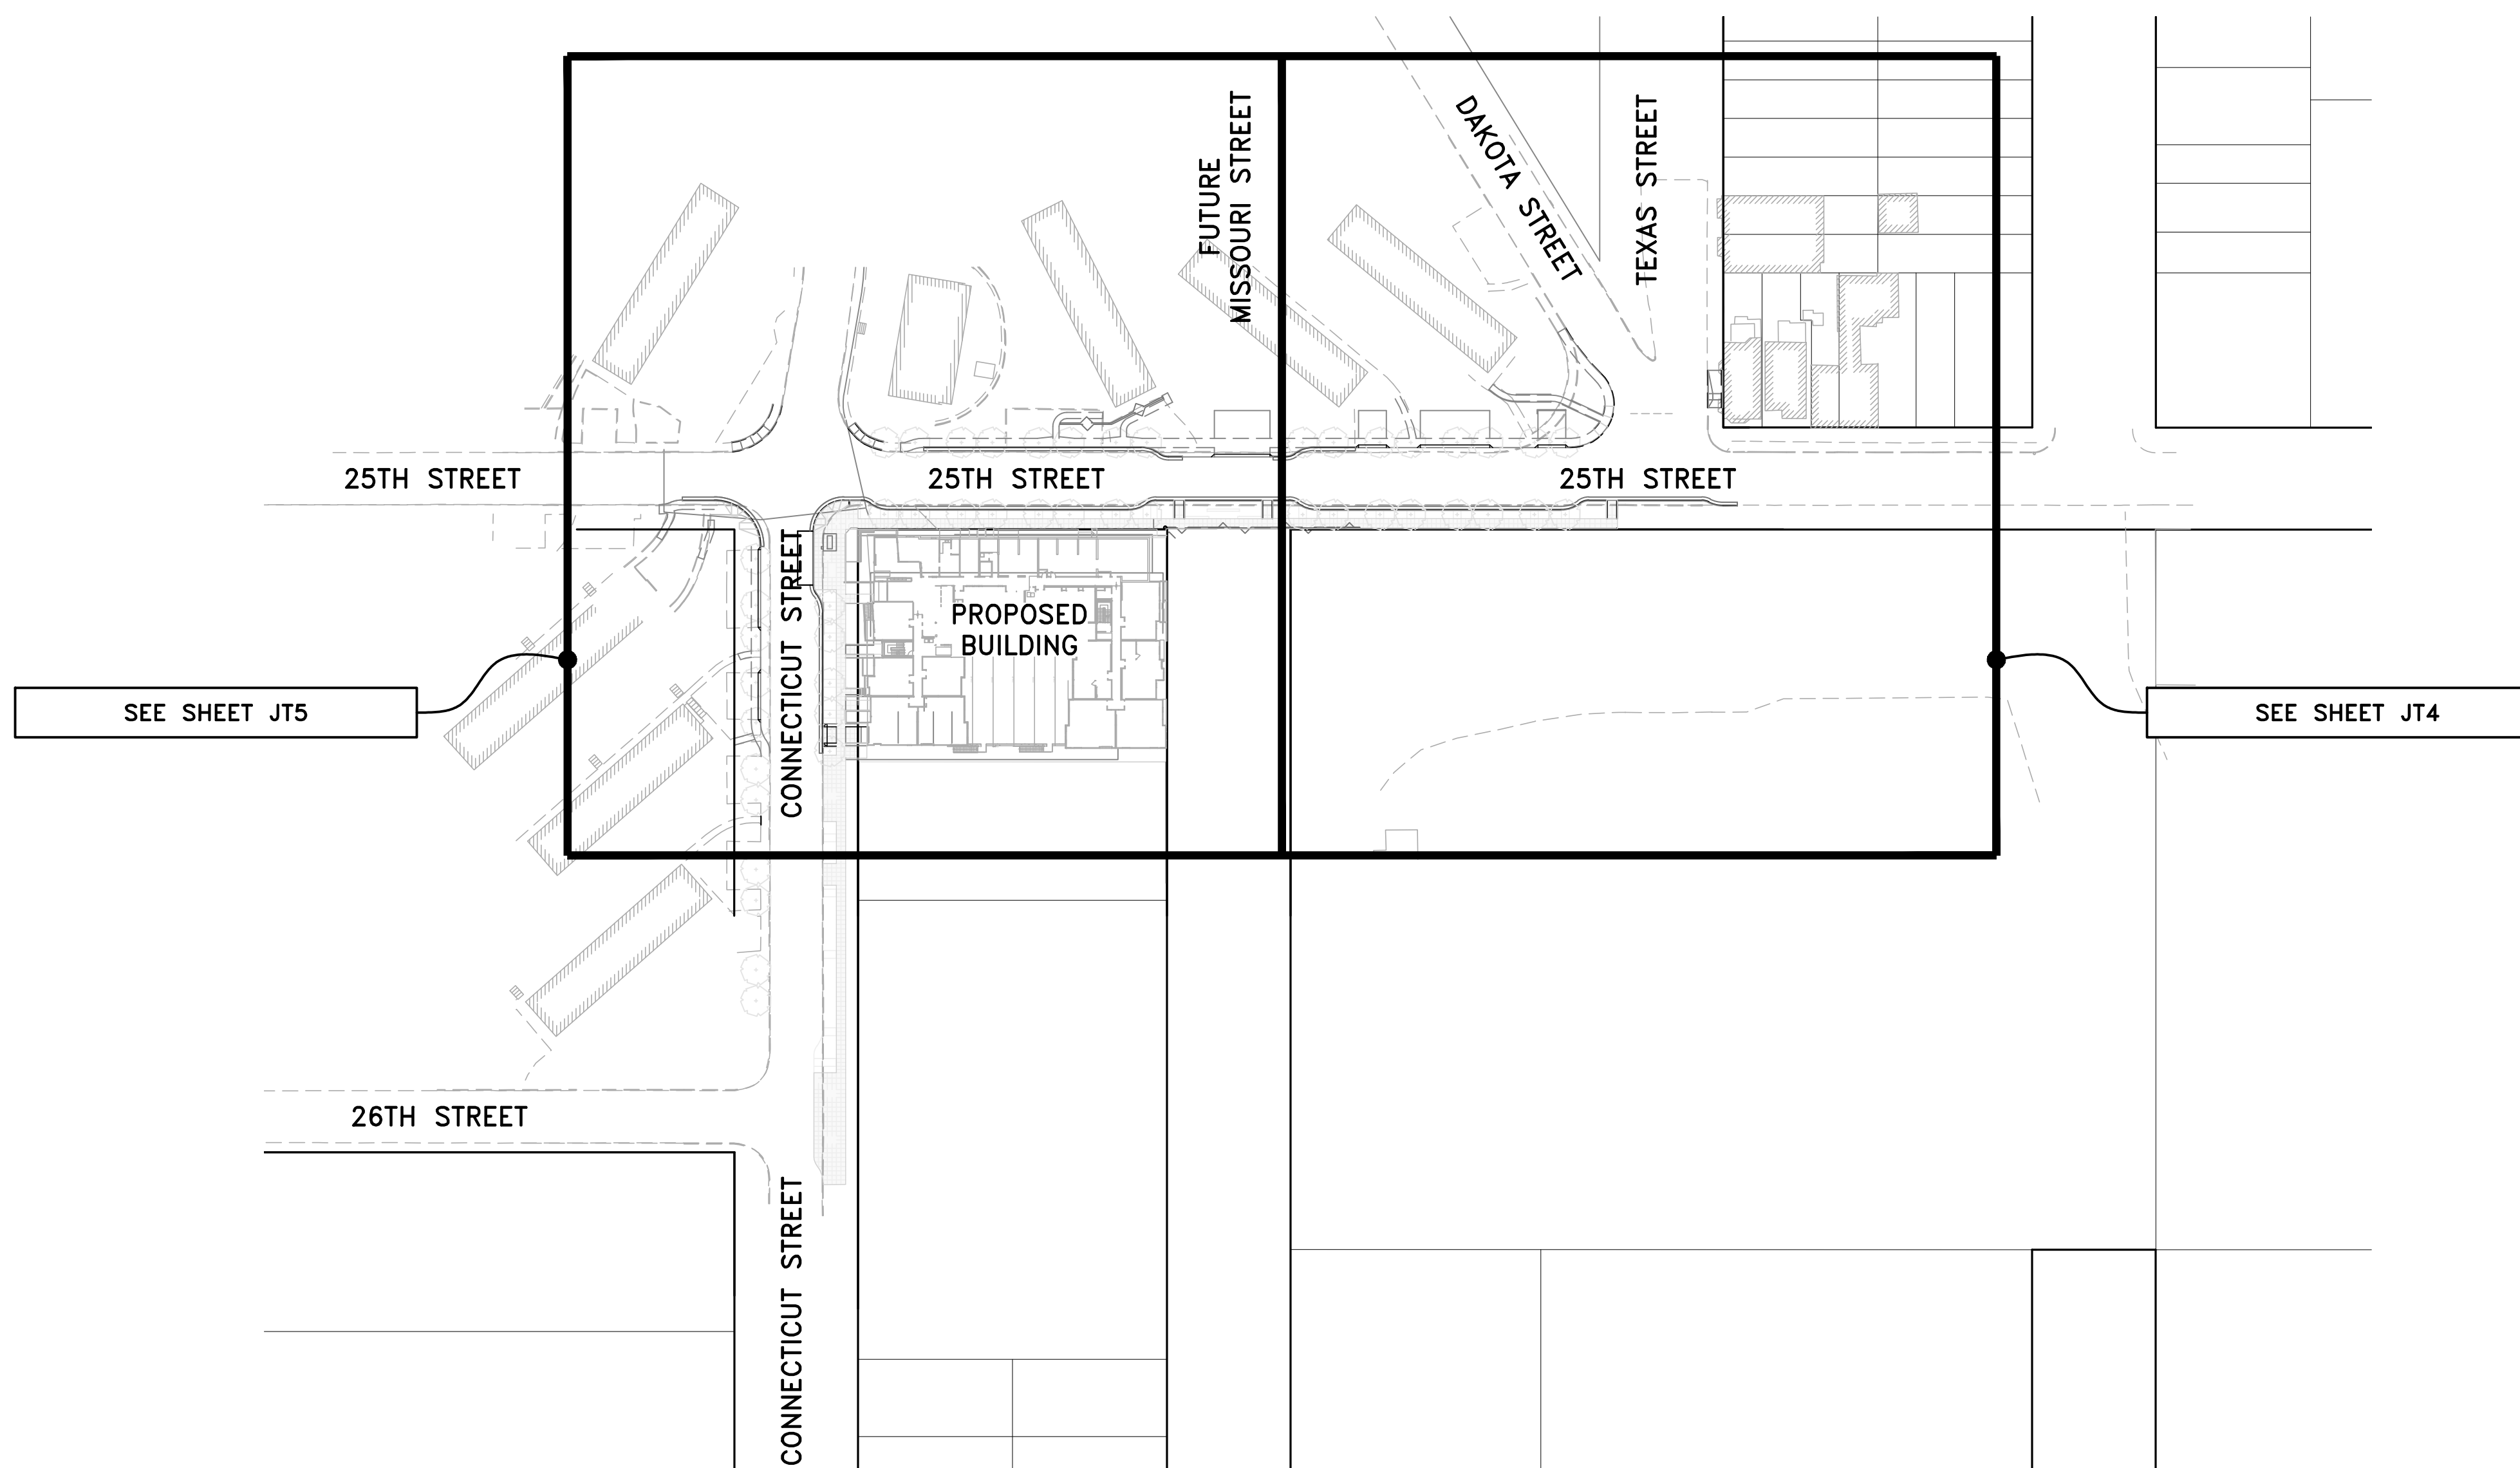 FUTURE
MISSOURI STREET
DAKOTA STREET
TEXAS STREET
25TH STREET
25TH STREET
25TH STREET
CONNECTICUT STREET
PROPOSED
BUILDING
SEE SHEET JT5
SEE SHEET JT4
26TH STREET
CONNECTICUT STREET